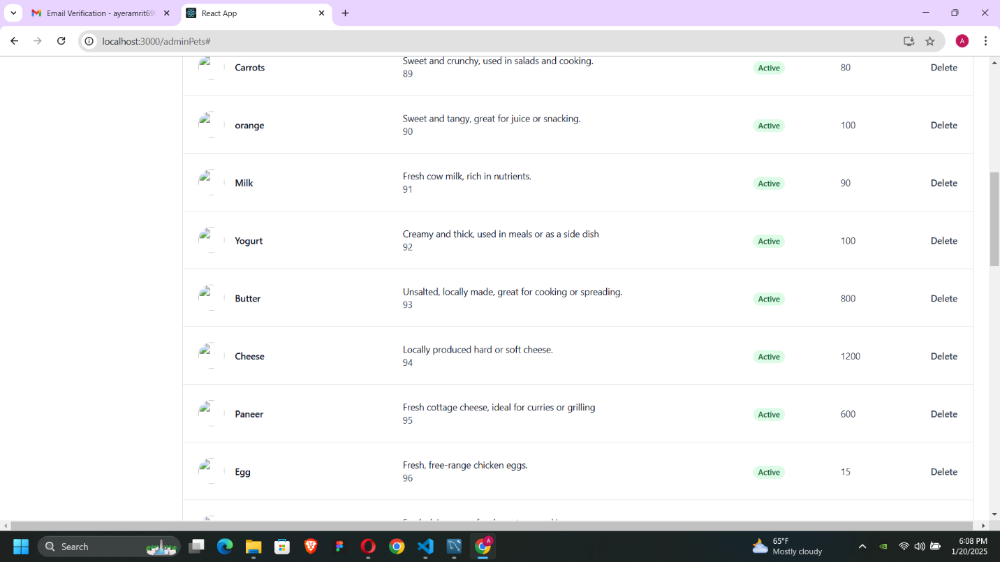 Email Verification - ayeramrit69
React App
localhost:3000/adminPets#
A
Carrots
Sweet and crunchy, used in salads and cooking.
89
Active
80
Delete
orange
Sweet and tangy, great for juice or snacking.
90
Active
100
Delete
Milk
Fresh cow milk, rich in nutrients.
91
Active
90
Delete
Yogurt
Creamy and thick, used in meals or as a side dish
92
Active
100
Delete
Butter
Unsalted, locally made, great for cooking or spreading.
93
Active
800
Delete
Cheese
Locally produced hard or soft cheese.
94
Active
1200
Delete
Paneer
Fresh cottage cheese, ideal for curries or grilling
95
Active
600
Delete
Egg
Fresh, free-range chicken eggs.
96
Active
15
Delete
Search
A
65°F
Mostly cloudy
6:08 PM
1/20/2025